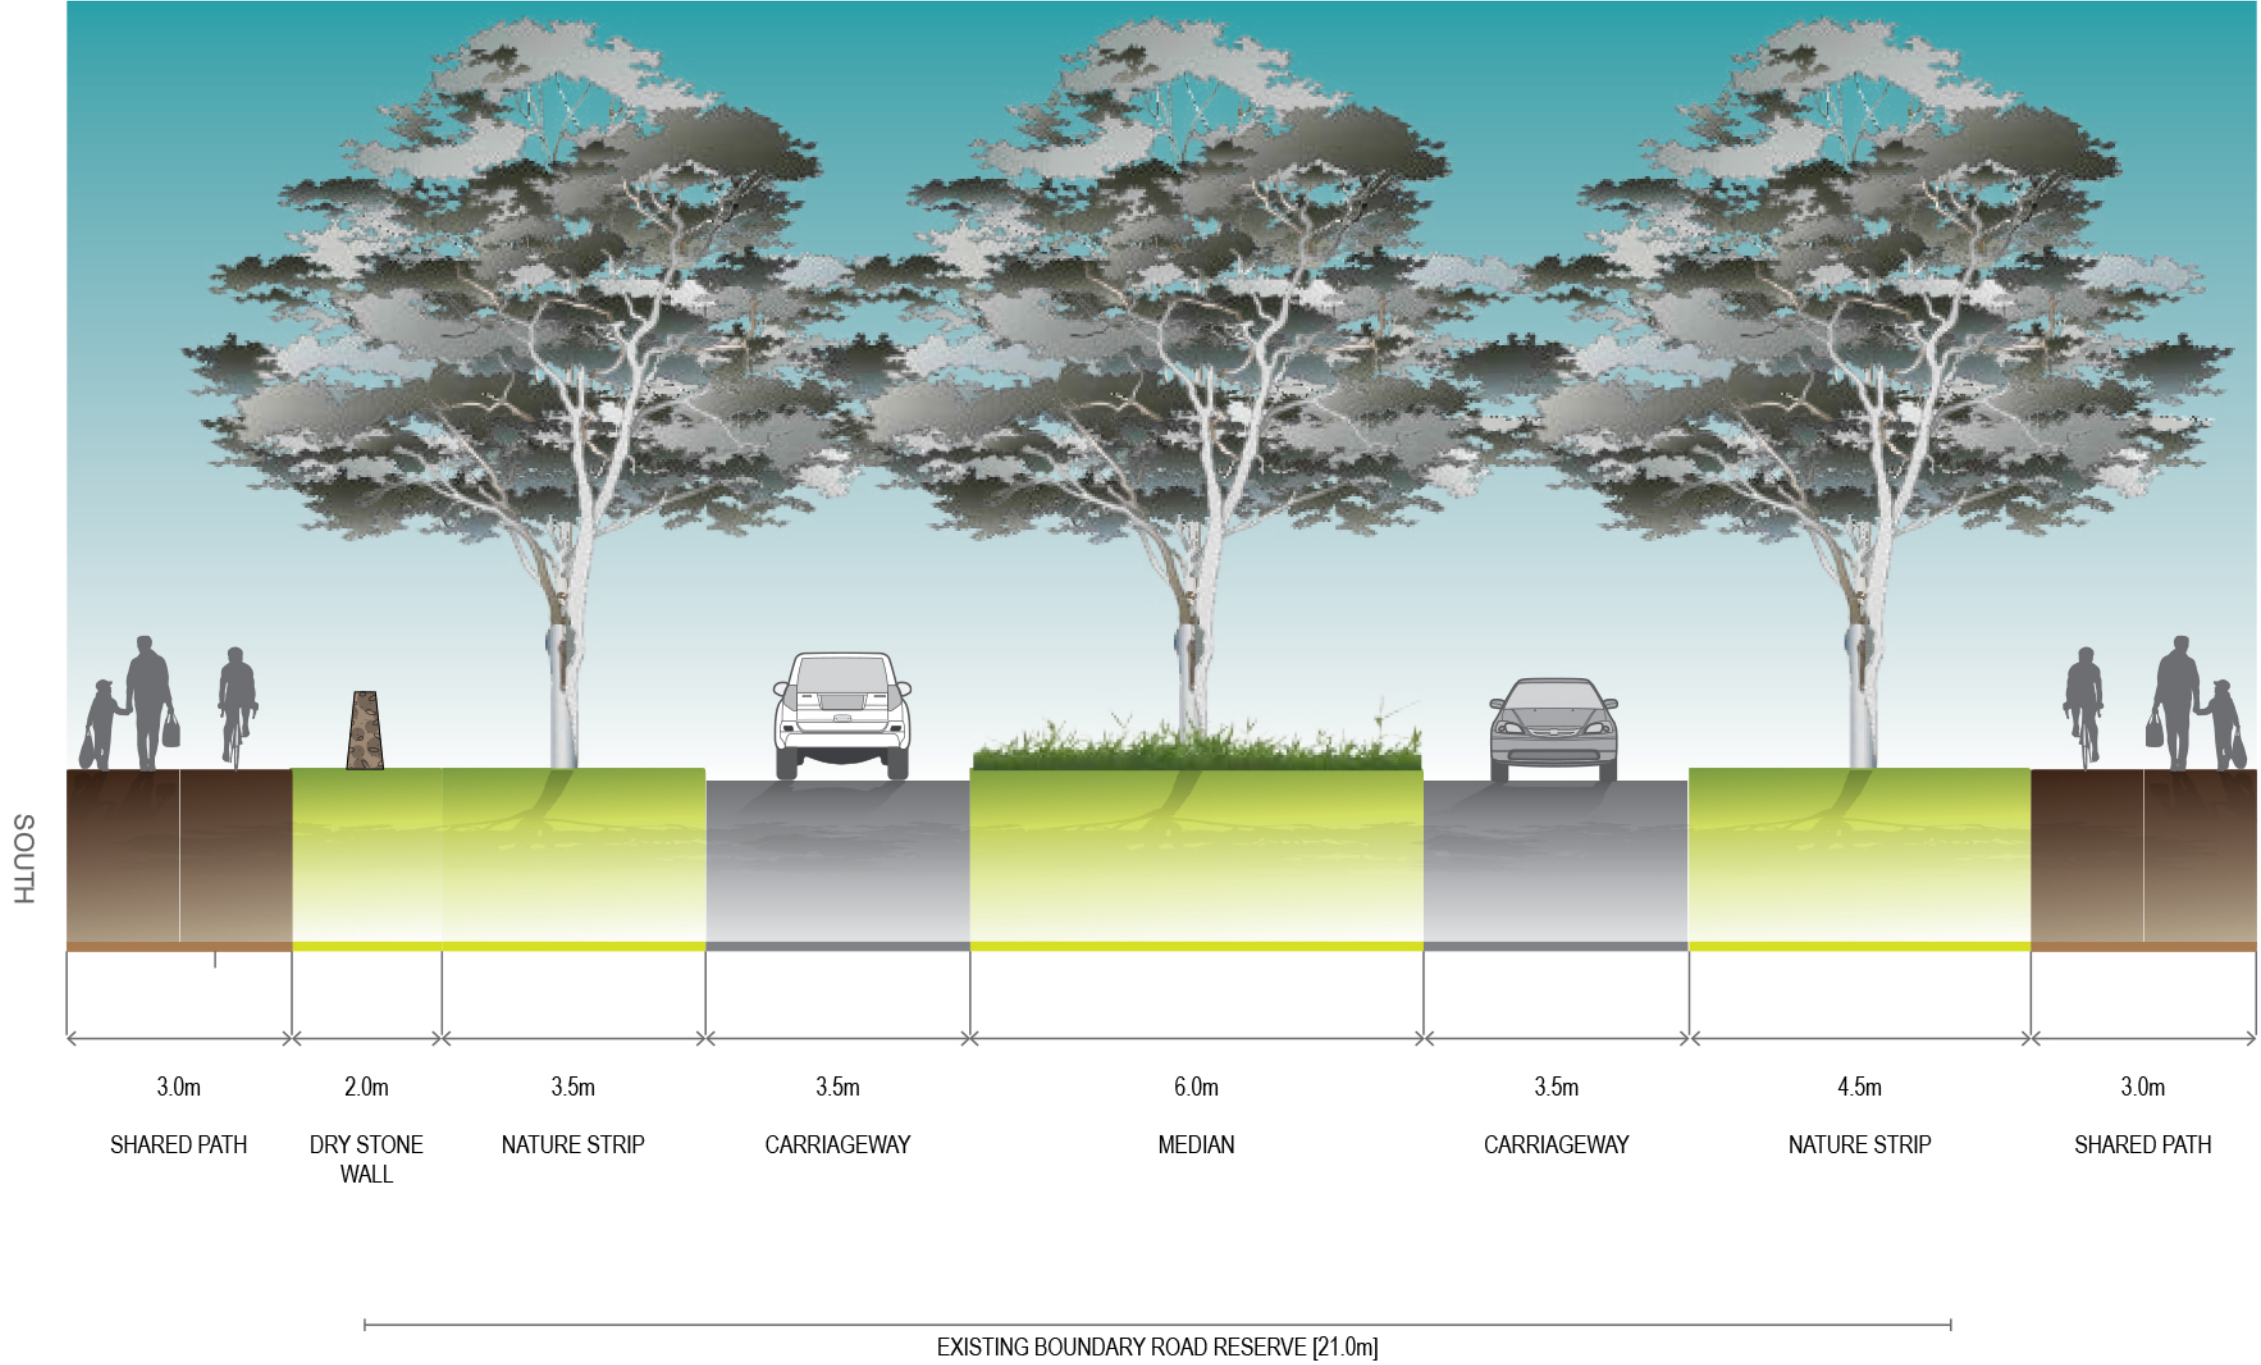 SOUTH
3.0m 2.0m 3.5m 3.5m 6.0m 3.5m 4.5m 3.0m
SHARED PATH DRY STONE NATURE STRIP CARRIAGEWAY MEDIAN CARRIAGEWAY NATURE STRIP SHARED PATH
WALL
EXISTING BOUNDARY ROAD RESERVE [21.0m]